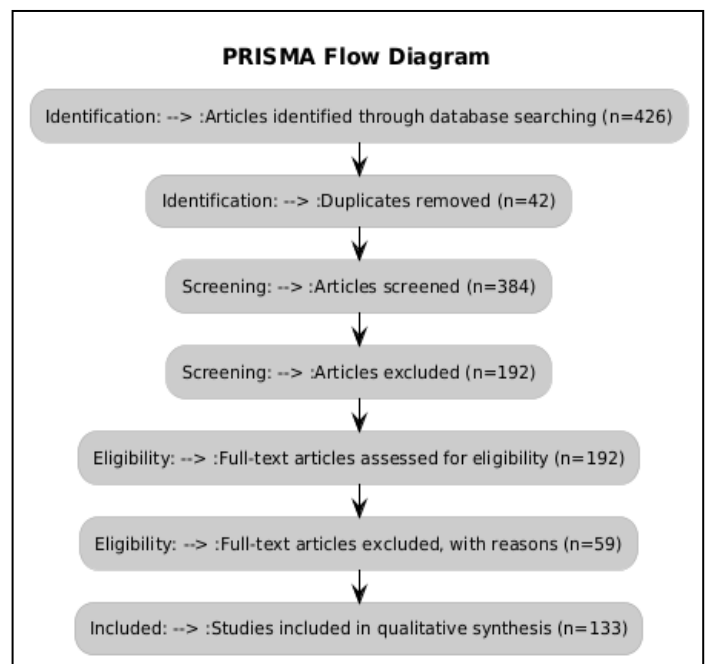 PRISMA Flow Diagram
Identification: --> :Articles identified through database searching (n=426)
Identification: --> :Duplicates removed (n=42)
Screening: --> :Articles screened (n=384)
Screening: --> :Articles excluded (n=192)
Eligibility: --> :Full-text articles assessed for eligibility (n=192)
Eligibility: --> :Full-text articles excluded, with reasons (n=59)
Included: --> :Studies included in qualitative synthesis (n=133)